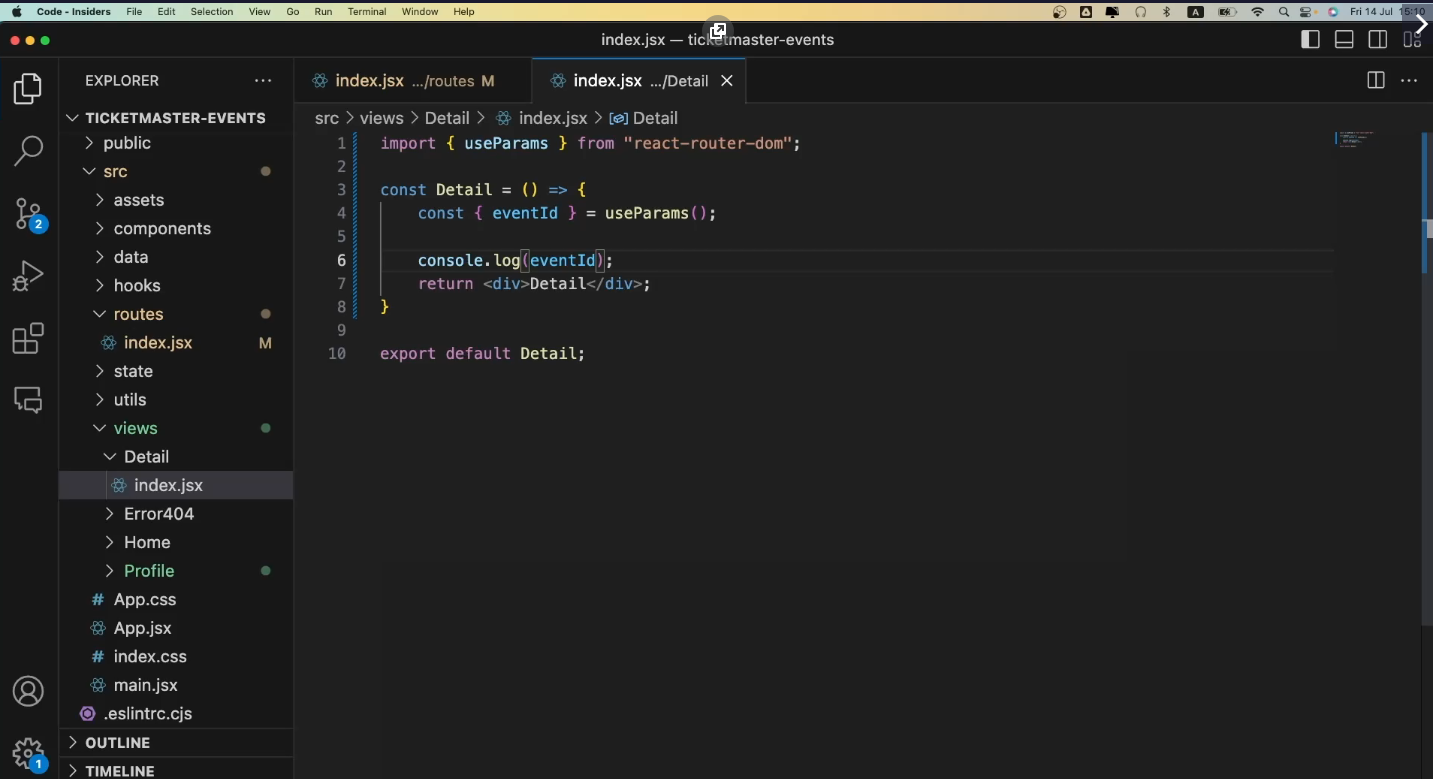 Code - Insiders File Edit Selection View Go Run Terminal Window Help A Fri 14 Jul 15:10
index.jsx — ticketmaster-events
EXPLORER
index.jsx .../routes M
index.jsx .../Detail
TICKETMASTER-EVENTS
src > views > Detail > index.jsx > Detail
public
src
assets
components
data
hooks
routes
index.jsx M
state
utils
views
Detail
index.jsx
Error404
Home
Profile
# App.css
App.jsx
# index.css
main.jsx
.eslintrc.cjs
OUTLINE
TIMELINE
2
1
1 import { useParams } from "react-router-dom";
2
3 const Detail = () => {
4 const { eventId } = useParams();
5
6 console.log(eventId);
7 return <div>Detail</div>;
8 }
9
10 export default Detail;